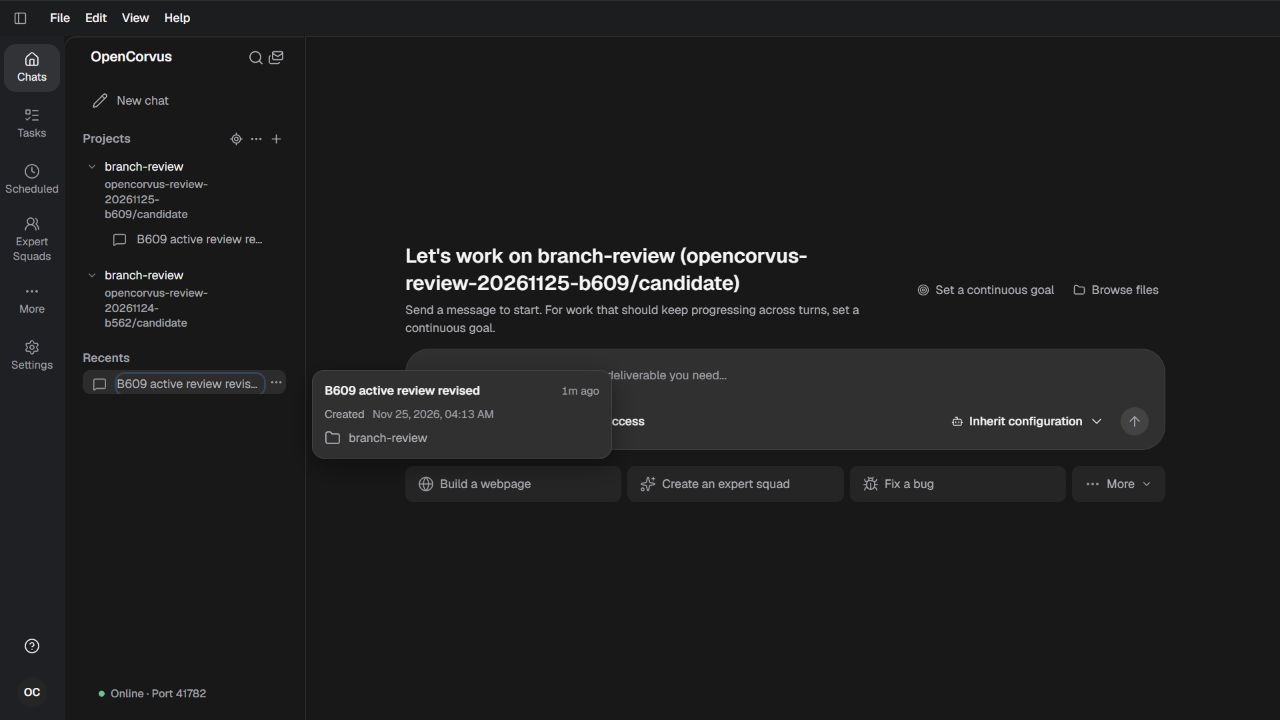 File Edit View Help
Chats
Tasks
Scheduled
Expert
Squads
More
Settings
OC
OpenCorvus
New chat
Projects
branch-review
opencorvus-review-
20261125-
b609/candidate
B609 active review re...
branch-review
opencorvus-review-
20261124-
b562/candidate
Recents
B609 active review revis...
Online · Port 41782
Let's work on branch-review (opencorvus-
review-20261125-b609/candidate)
Send a message to start. For work that should keep progressing across turns, set a
continuous goal.
Set a continuous goal
Browse files
deliverable you need...
B609 active review revised
1m ago
Created Nov 25, 2026, 04:13 AM
branch-review
ccess
Inherit configuration
Build a webpage
Create an expert squad
Fix a bug
More